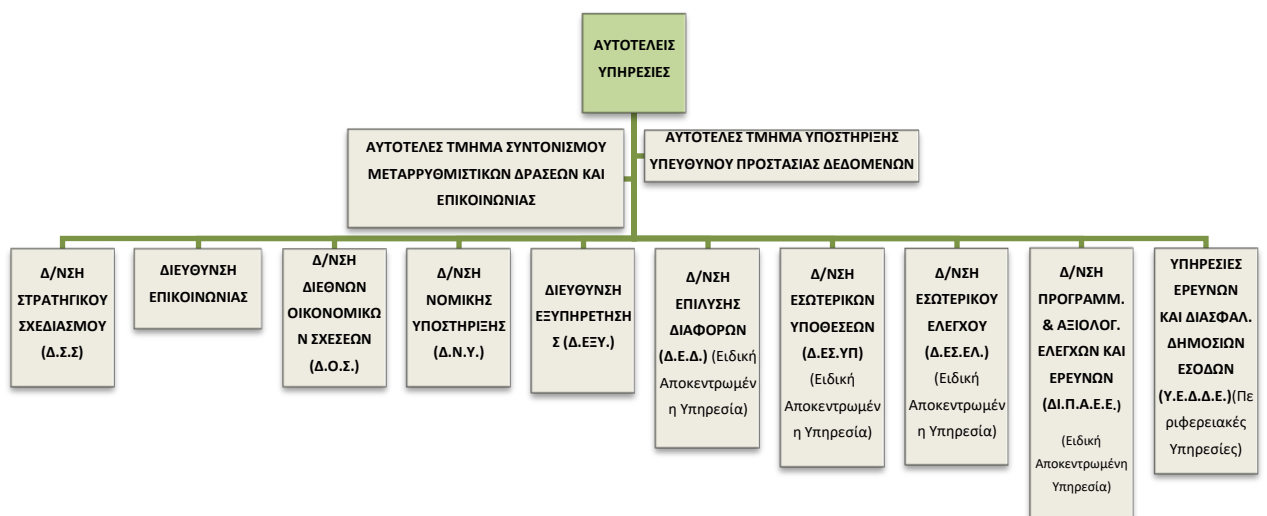 ΑΥΤΟΤΕΛΕΙΣ
ΥΠΗΡΕΣΙΕΣ
ΑΥΤΟΤΕΛΕΣ ΤΜΗΜΑ ΣΥΝΤΟΝΙΣΜΟΥ
ΜΕΤΑΡΡΥΘΜΙΣΤΙΚΩΝ ΔΡΑΣΕΩΝ ΚΑΙ
ΕΠΙΚΟΙΝΩΝΙΑΣ
ΑΥΤΟΤΕΛΕΣ ΤΜΗΜΑ ΥΠΟΣΤΗΡΙΞΗΣ
ΥΠΕΥΘΥΝΟΥ ΠΡΟΣΤΑΣΙΑΣ ΔΕΔΟΜΕΝΩΝ
Δ/ΝΣΗ
ΣΤΡΑΤΗΓΙΚΟΥ
ΣΧΕΔΙΑΣΜΟΥ
(Δ.Σ.Σ)
ΔΙΕΥΘΥΝΣΗ
ΕΠΙΚΟΙΝΩΝΙΑΣ
Δ/ΝΣΗ
ΔΙΕΘΝΩΝ
ΟΙΚΟΝΟΜΙΚΩ
Ν ΣΧΕΣΕΩΝ
(Δ.Ο.Σ.)
Δ/ΝΣΗ
ΝΟΜΙΚΗΣ
ΥΠΟΣΤΗΡΙΞΗΣ
(Δ.Ν.Υ.)
ΔΙΕΥΘΥΝΣΗ
ΕΞΥΠΗΡΕΤΗΣΗ
Σ (Δ.ΕΞΥ.)
Δ/ΝΣΗ
ΕΠΙΛΥΣΗΣ
ΔΙΑΦΟΡΩΝ
(Δ.Ε.Δ.) (Ειδική
Αποκεντρωμέν
η Υπηρεσία)
Δ/ΝΣΗ
ΕΣΩΤΕΡΙΚΩΝ
ΥΠΟΘΕΣΕΩΝ
(Δ.ΕΣ.ΥΠ)
(Ειδική
Αποκεντρωμέν
η Υπηρεσία)
Δ/ΝΣΗ
ΕΣΩΤΕΡΙΚΟΥ
ΕΛΕΓΧΟΥ
(Δ.ΕΣ.ΕΛ.)
(Ειδική
Αποκεντρωμέν
η Υπηρεσία)
Δ/ΝΣΗ
ΠΡΟΓΡΑΜΜ.
& ΑΞΙΟΛΟΓ.
ΕΛΕΓΧΩΝ ΚΑΙ
ΕΡΕΥΝΩΝ
(ΔΙ.Π.Α.Ε.Ε.)
(Ειδική
Αποκεντρωμένη
Υπηρεσία)
ΥΠΗΡΕΣΙΕΣ
ΕΡΕΥΝΩΝ
ΚΑΙ ΔΙΑΣΦΑΛ.
ΔΗΜΟΣΙΩΝ
ΕΣΟΔΩΝ
(Υ.Ε.Δ.Δ.Ε.)(Πε
ριφερειακές
Υπηρεσίες)